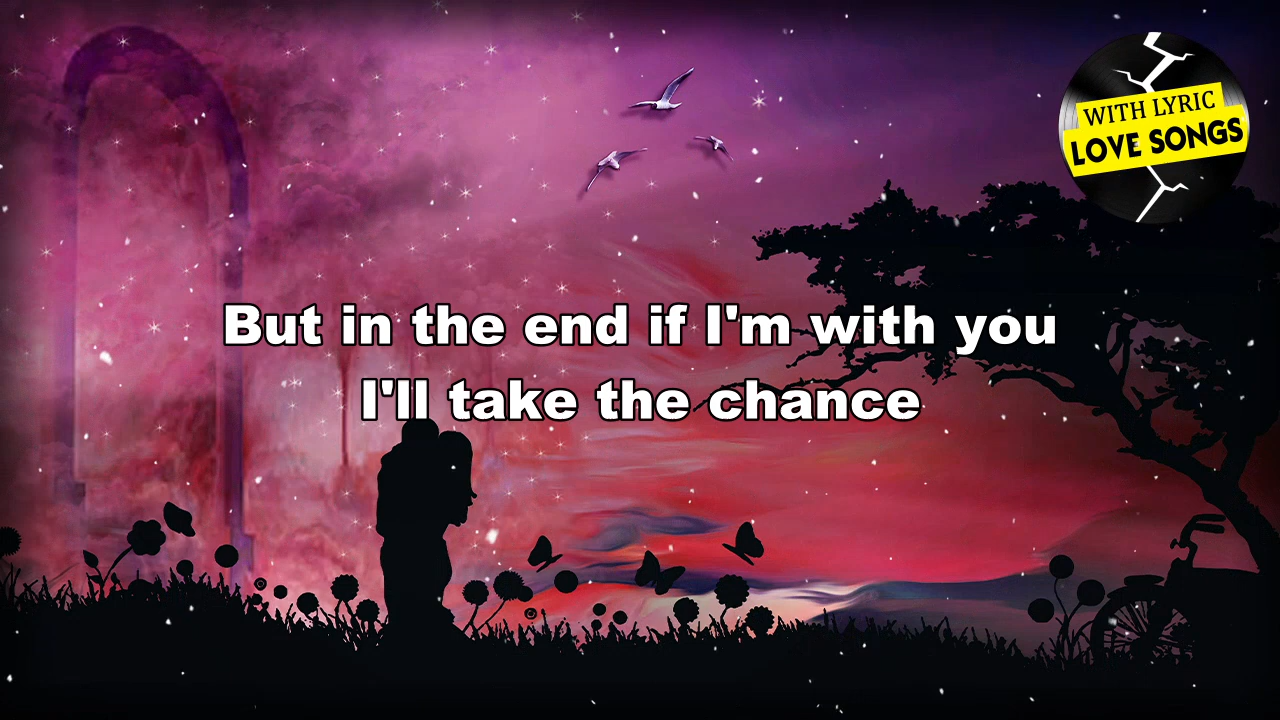 WITH LYRIC
LOVE SONGS
But in the end if I'm with you
I'll take the chance